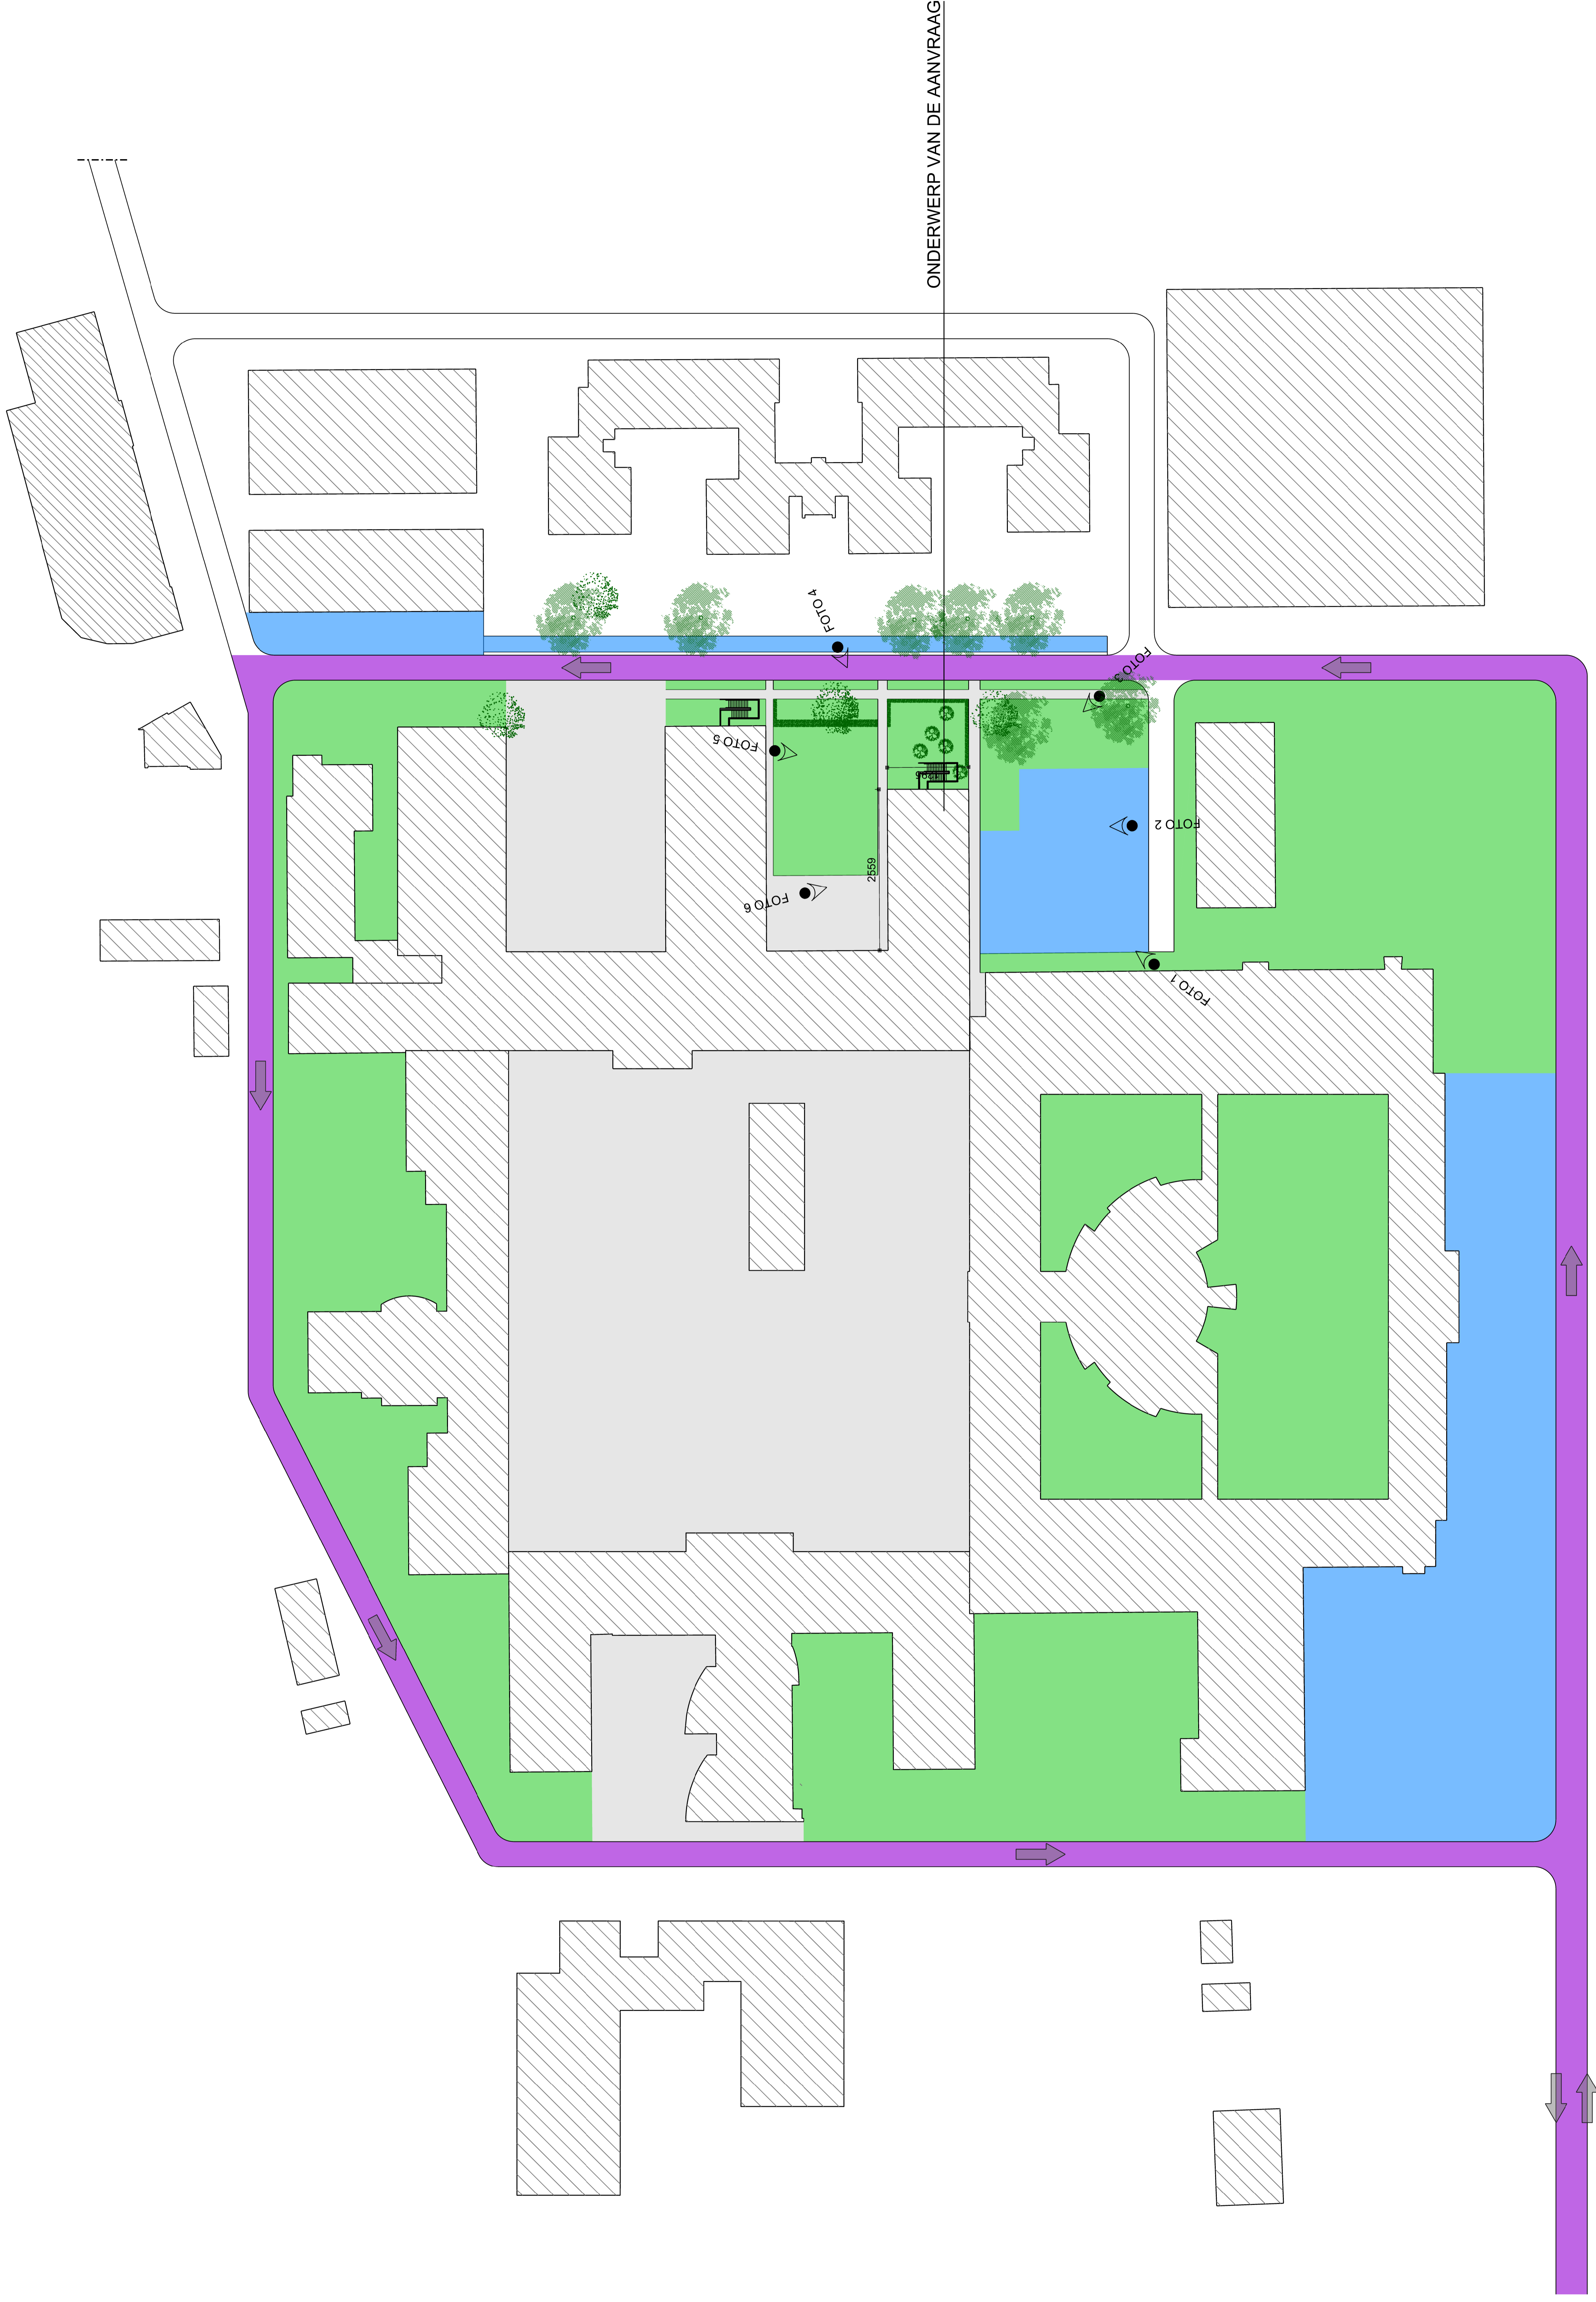 ONDERWERP VAN DE AANVRAAG
FOTO 4
FOTO 3
FOTO 5
FOTO 2
2559
FOTO 6
FOTO 1